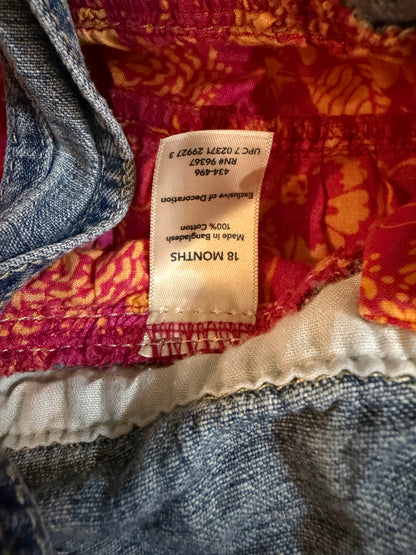 18 MONTHS
Made in Bangladesh
100% Cotton
Exclusive of Decoration
434-496
RN# 96367
UPC 7 02371 29927 3